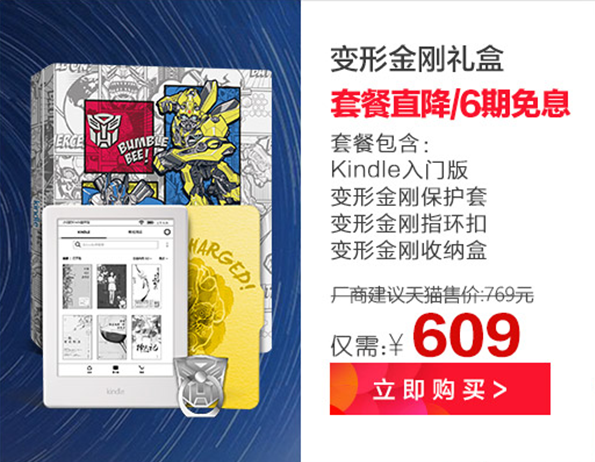 BUMBLE
BEE!
CHARGED!
KINDLE
kindle
变形金刚礼盒
套餐直降/6期免息
套餐包含：
Kindle入门版
变形金刚保护套
变形金刚指环扣
变形金刚收纳盒
厂商建议天猫售价:769元
仅需:¥ 609
立即购买>